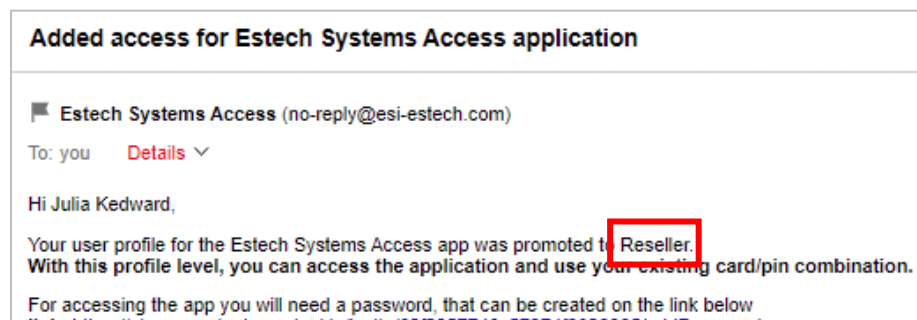 Added access for Estech Systems Access application
Estech Systems Access (no-reply@esi-estech.com)
To: you Details
Hi Julia Kedward,
Your user profile for the Estech Systems Access app was promoted to Reseller.
With this profile level, you can access the application and use your existing card/pin combination.
For accessing the app you will need a password, that can be created on the link below